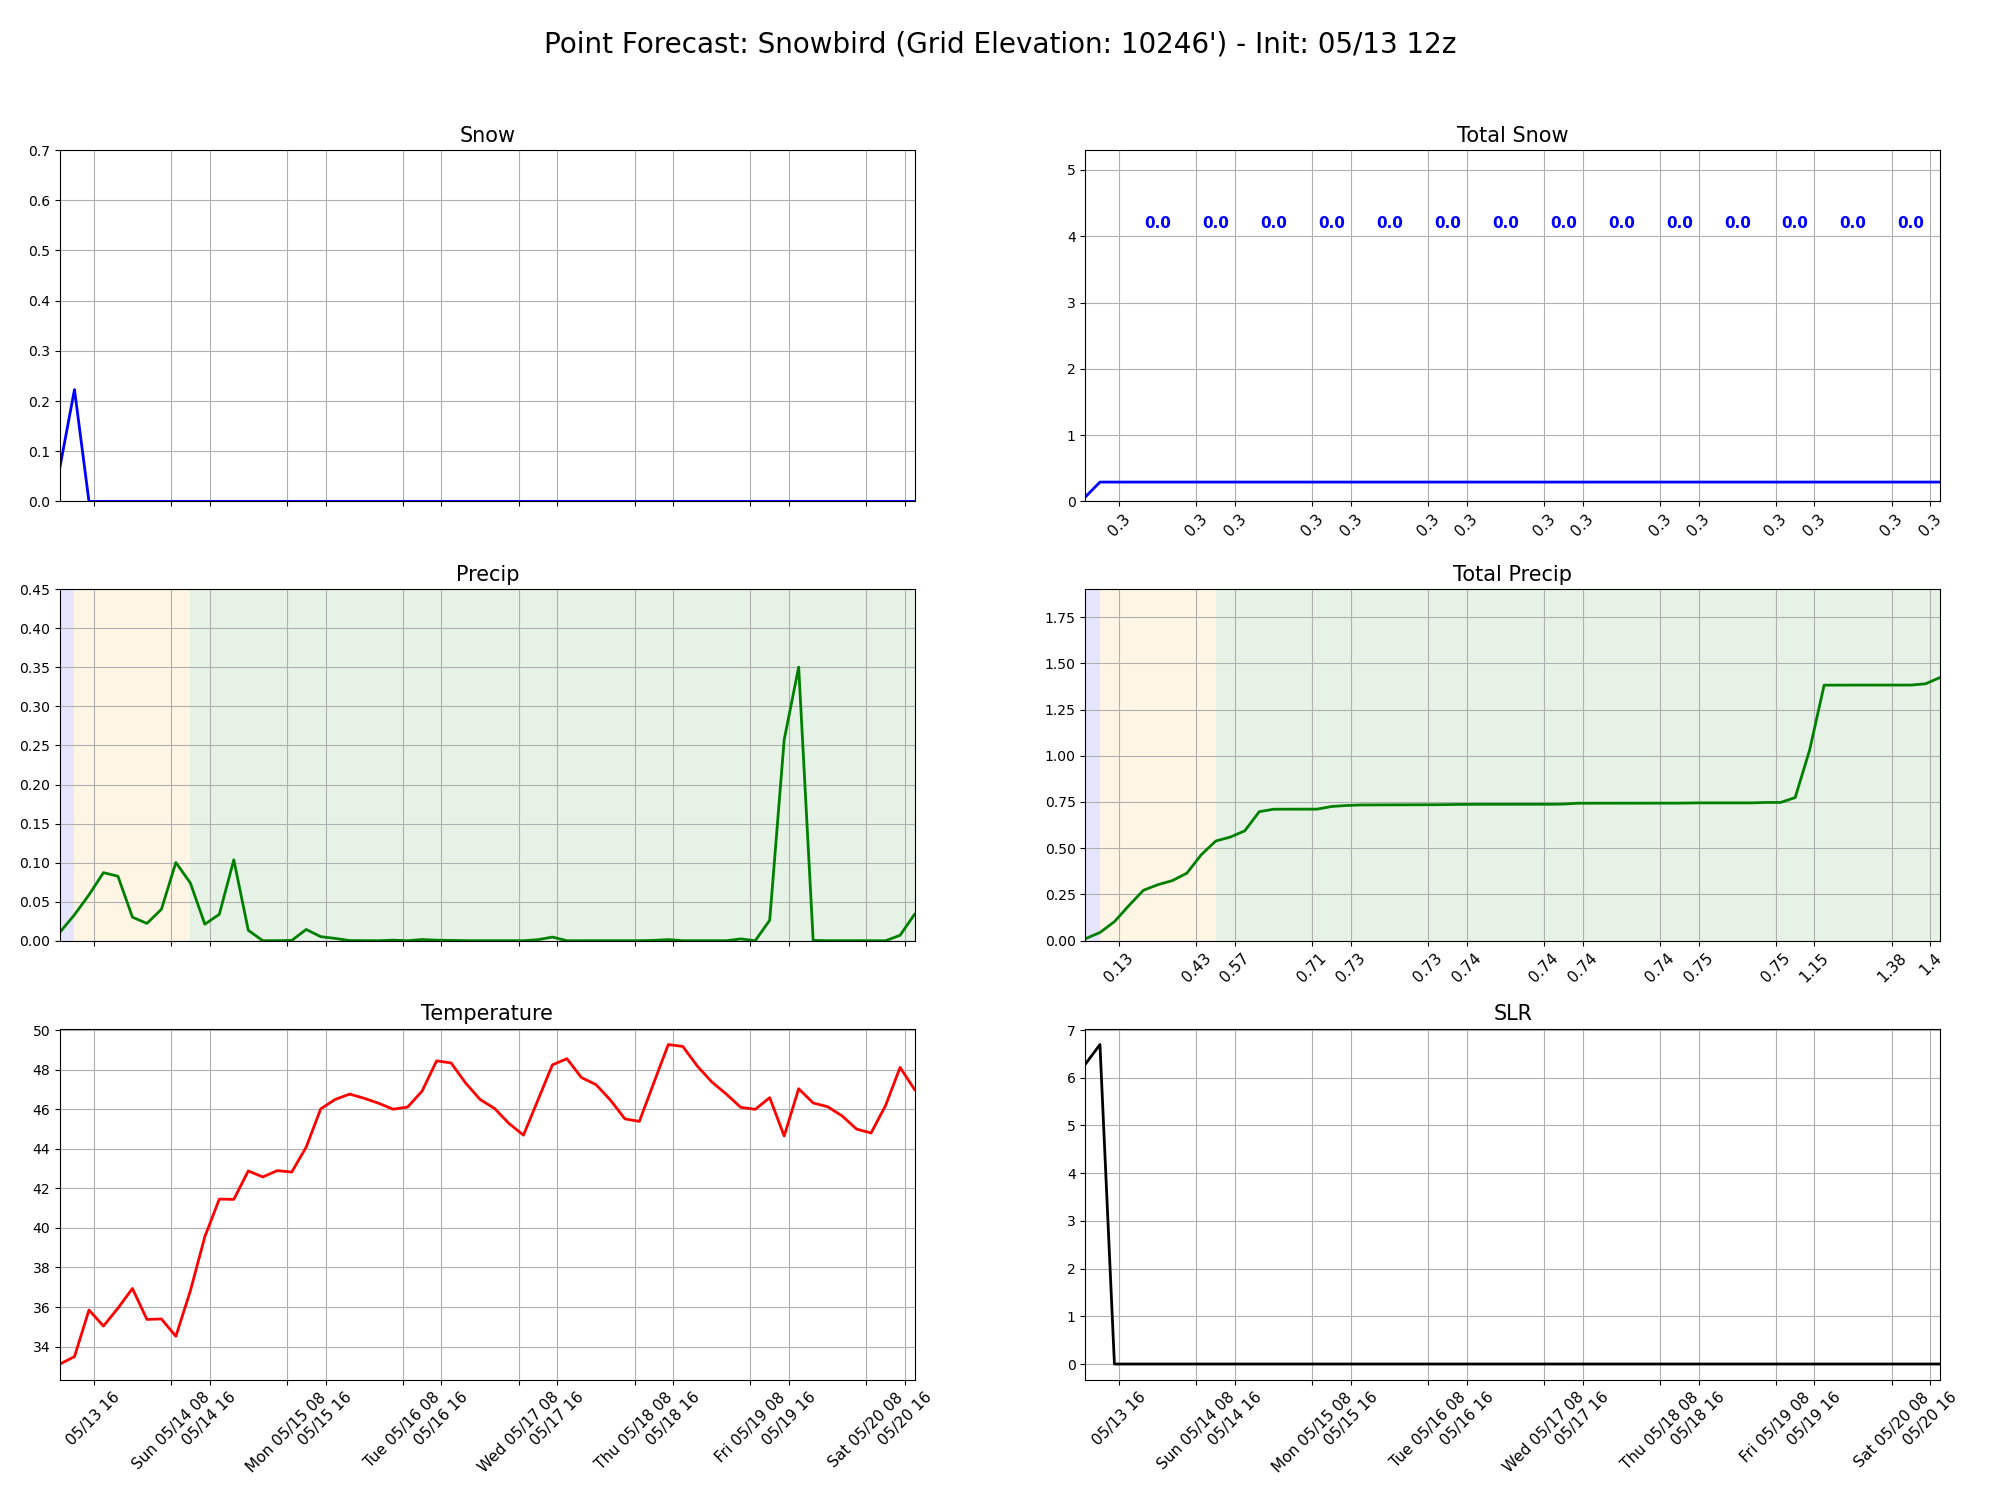 Point Forecast: Snowbird (Grid Elevation: 10246') - Init: 05/13 12z
Snow
0.7
0.6
0.5
0.4
0.3
0.2
0.1
0.0
Total Snow
5
4
3
2
1
0
0.0 0.0 0.0 0.0 0.0 0.0 0.0 0.0 0.0 0.0 0.0 0.0 0.0 0.0
0.3 0.3 0.3 0.3 0.3 0.3 0.3 0.3 0.3 0.3 0.3 0.3 0.3 0.3 0.3
Precip
0.45
0.40
0.35
0.30
0.25
0.20
0.15
0.10
0.05
0.00
Total Precip
1.75
1.50
1.25
1.00
0.75
0.50
0.25
0.00
0.13 0.43 0.57 0.71 0.73 0.73 0.74 0.74 0.74 0.74 0.75 0.75 1.15 1.38 1.4
Temperature
50
48
46
44
42
40
38
36
34
05/13 16
Sun 05/14 08
05/14 16
Mon 05/15 08
05/15 16
Tue 05/16 08
05/16 16
Wed 05/17 08
05/17 16
Thu 05/18 08
05/18 16
Fri 05/19 08
05/19 16
Sat 05/20 08
05/20 16
SLR
7
6
5
4
3
2
1
0
05/13 16
Sun 05/14 08
05/14 16
Mon 05/15 08
05/15 16
Tue 05/16 08
05/16 16
Wed 05/17 08
05/17 16
Thu 05/18 08
05/18 16
Fri 05/19 08
05/19 16
Sat 05/20 08
05/20 16